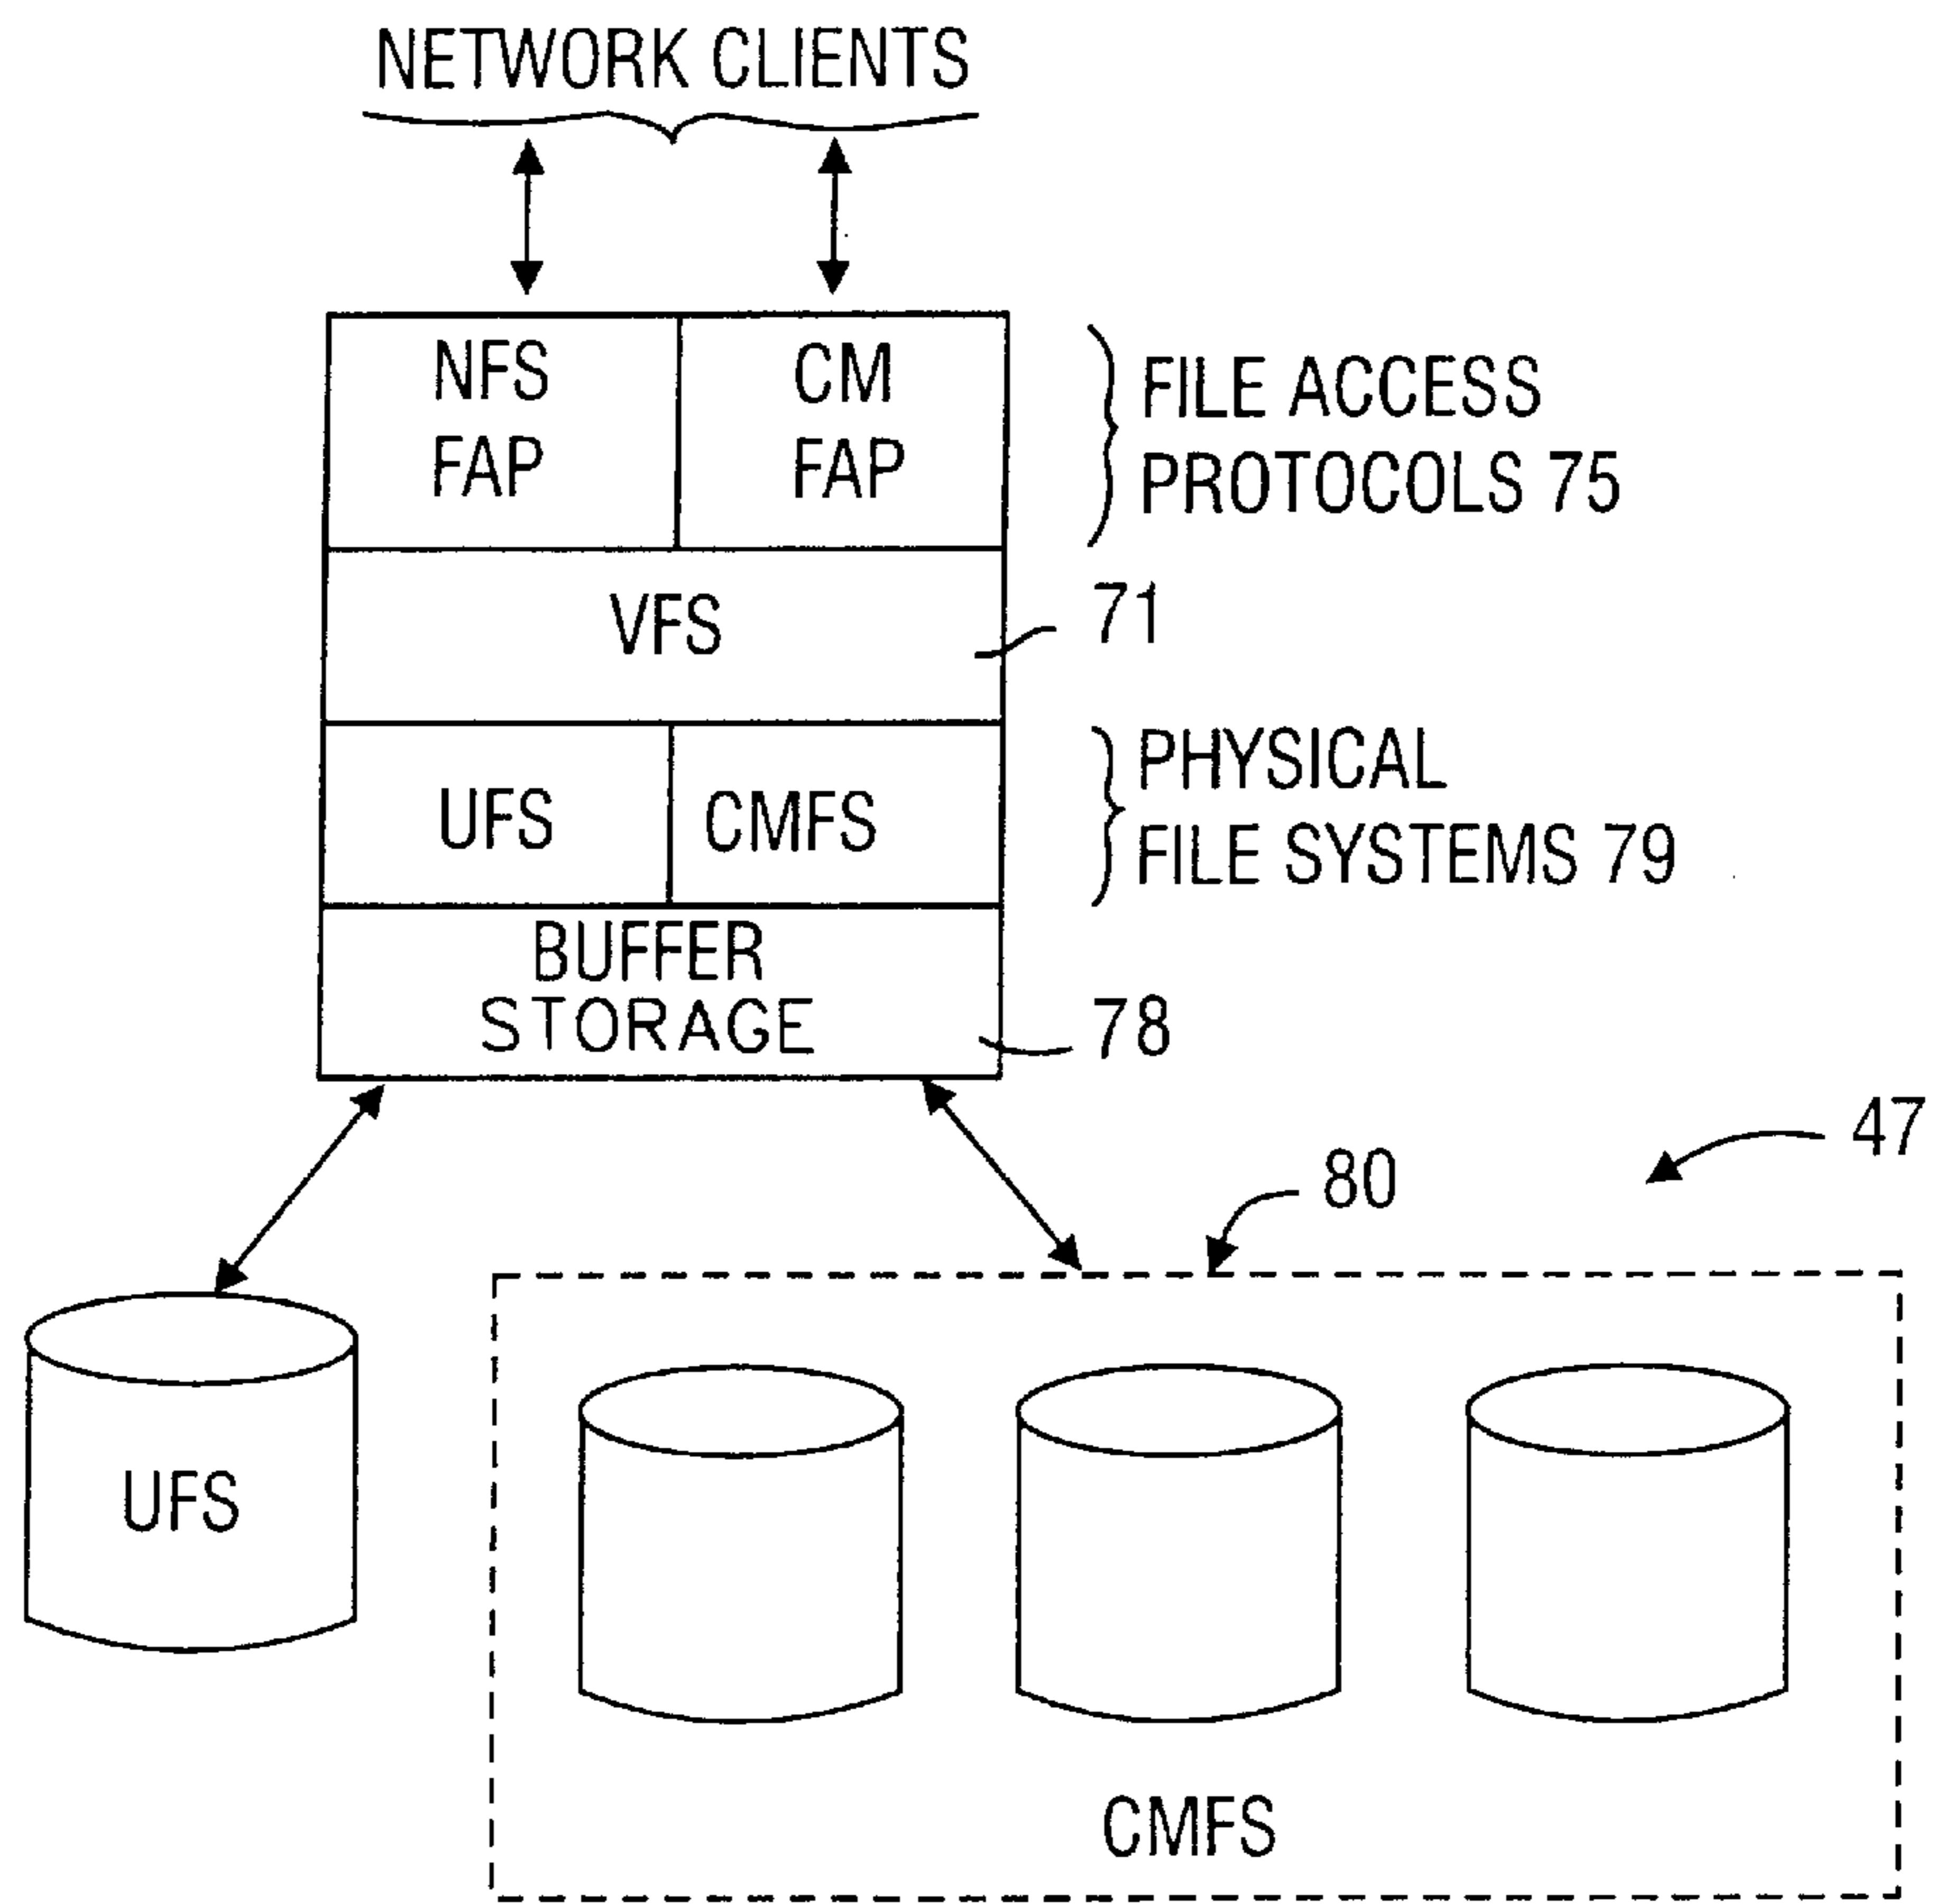 NETWORK CLIENTS
NFS
FAP
CM
FAP
FILE ACCESS
PROTOCOLS 75
VFS
71
UFS
CMFS
PHYSICAL
FILE SYSTEMS 79
BUFFER
STORAGE
78
47
80
UFS
CMFS